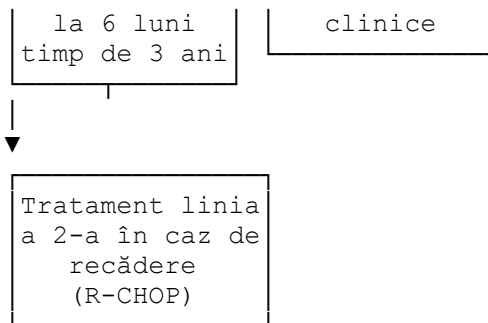 la 6 luni
timp de 3 ani
clinice
Tratament linia
a 2-a în caz de
recădere
(R-CHOP)